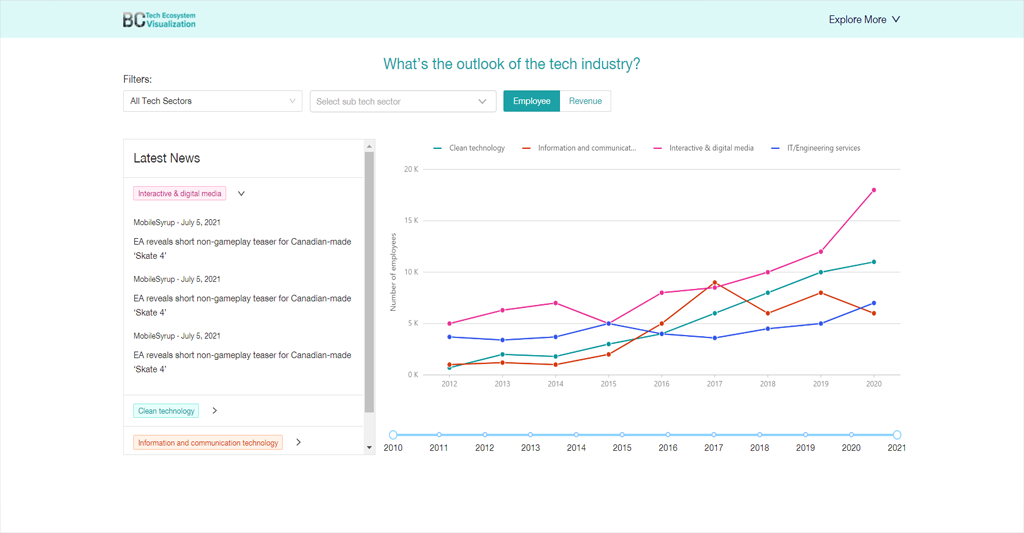 BC Tech Ecosystem
Visualization
Explore More
What's the outlook of the tech industry?
Filters:
All Tech Sectors
Select sub tech sector
Employee
Revenue
Latest News
Interactive & digital media
MobileSyrup - July 5, 2021
EA reveals short non-gameplay teaser for Canadian-made
'Skate 4'
MobileSyrup - July 5, 2021
EA reveals short non-gameplay teaser for Canadian-made
'Skate 4'
MobileSyrup - July 5, 2021
EA reveals short non-gameplay teaser for Canadian-made
'Skate 4'
Clean technology
Information and communication technology
Clean technology
Information and communicat...
Interactive & digital media
IT/Engineering services
Number of employees
20 K
15 K
10 K
5 K
0 K
2012 2013 2014 2015 2016 2017 2018 2019 2020
2010 2011 2012 2013 2014 2015 2016 2017 2018 2019 2020 2021